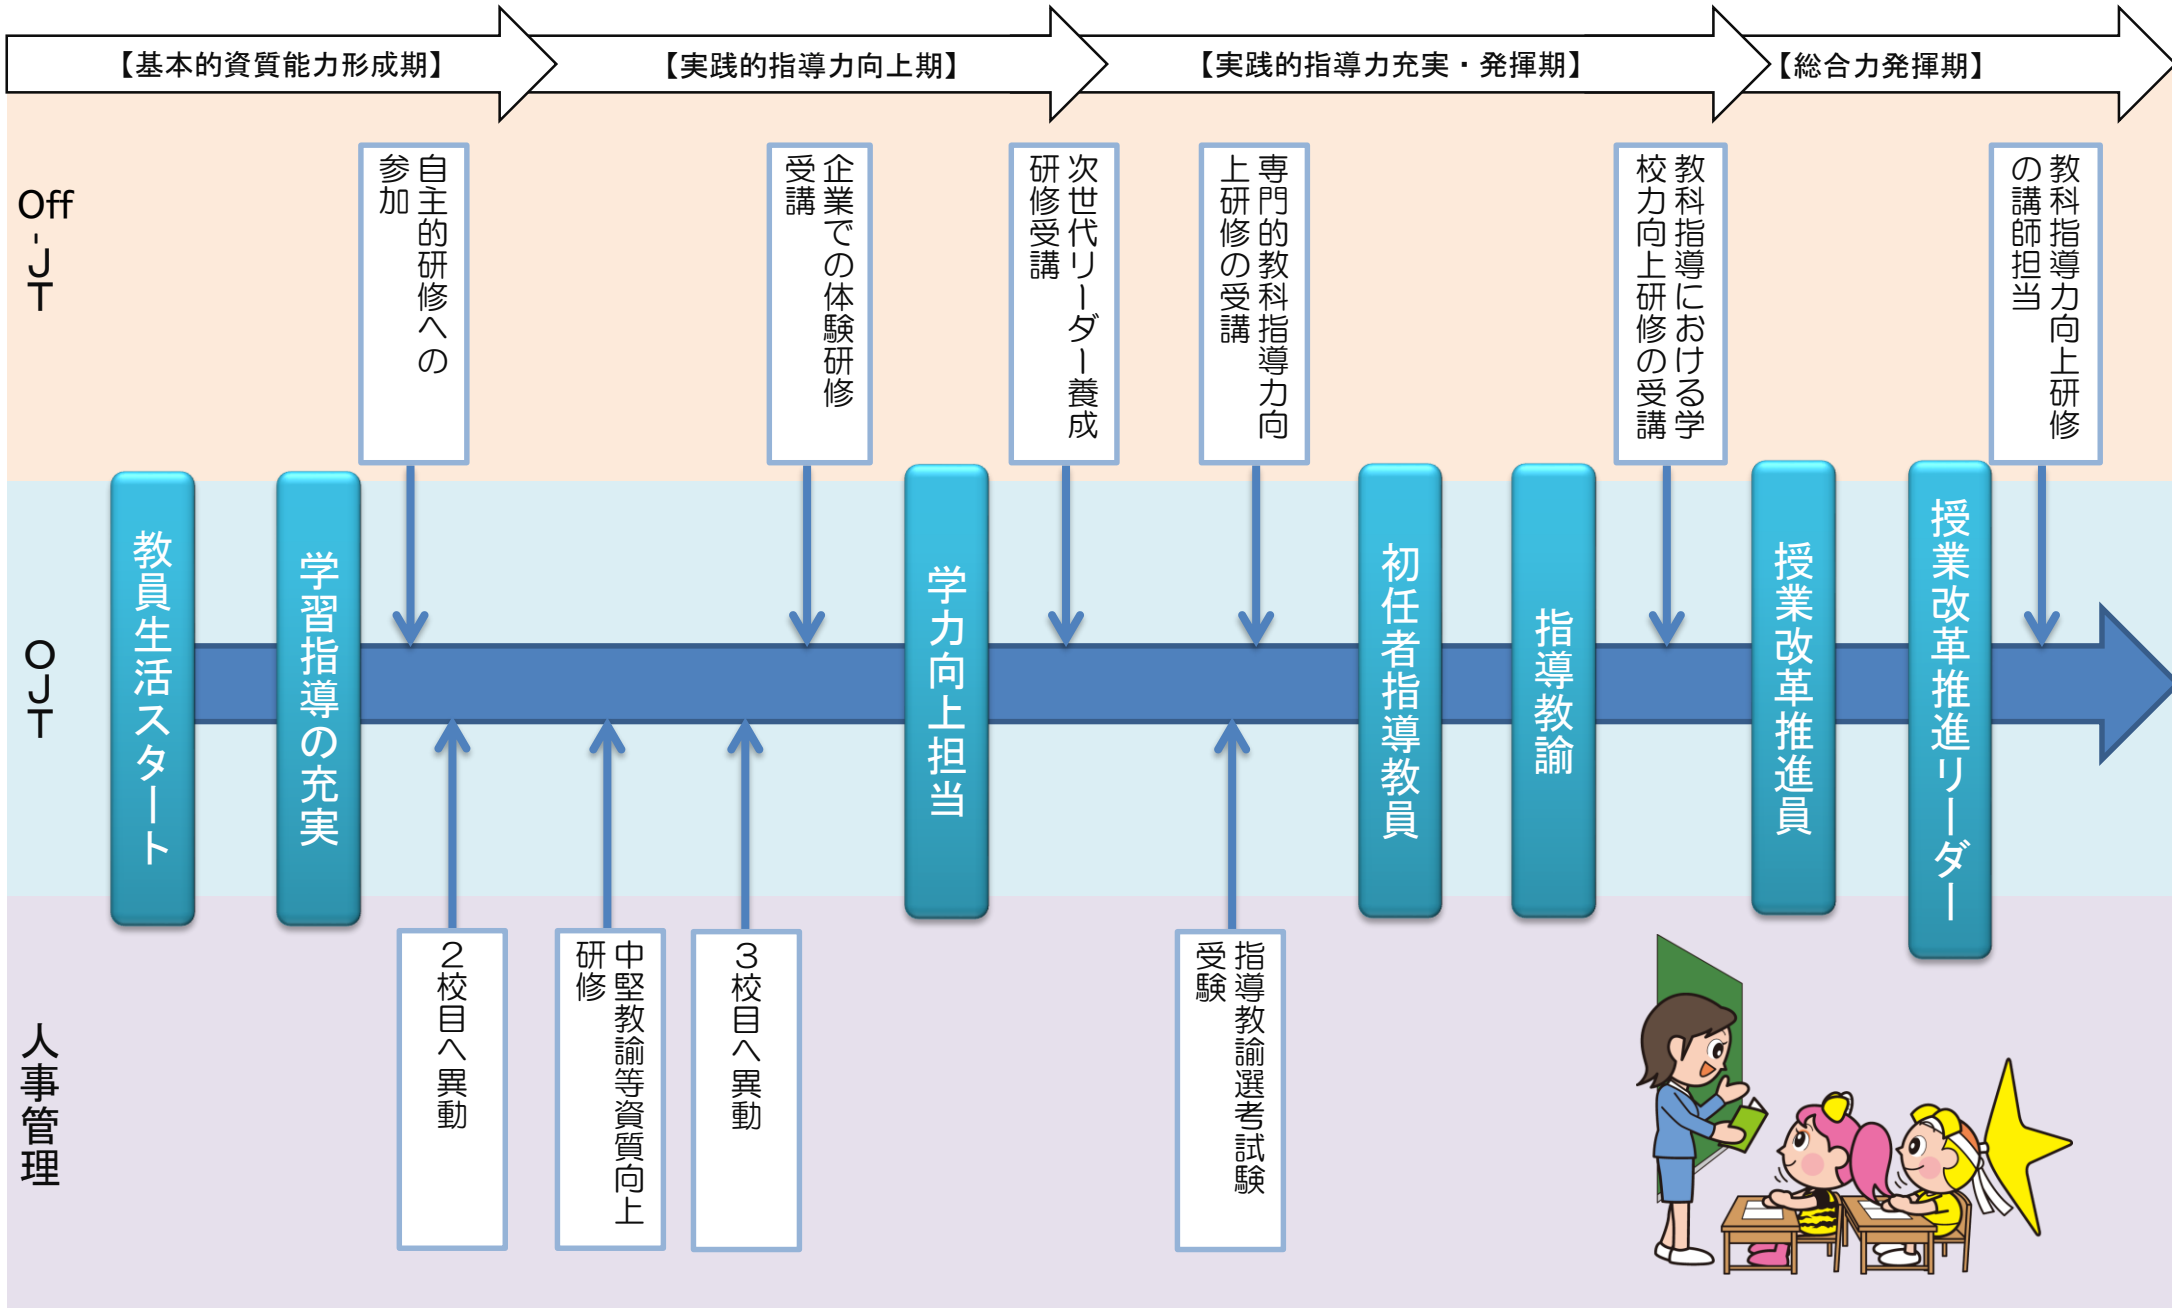 【基本的資質能力形成期】
【実践的指導力向上期】
【実践的指導力充実・発揮期】
【総合力発揮期】
Off-JT
自主的研修への
参加
企業での体験研修
受講
次世代リーダー養成
研修受講
専門的教科指導力向
上研修の受講
教科指導における学
校力向上研修の受講
教科指導力向上研修
の講師担当
OJT
教員生活スタート
学習指導の充実
学力向上担当
初任者指導教員
指導教諭
授業改革推進員
授業改革推進リーダー
人事管理
２校目へ異動
中堅教諭等資質向上
研修
３校目へ異動
指導教諭選考試験
受験